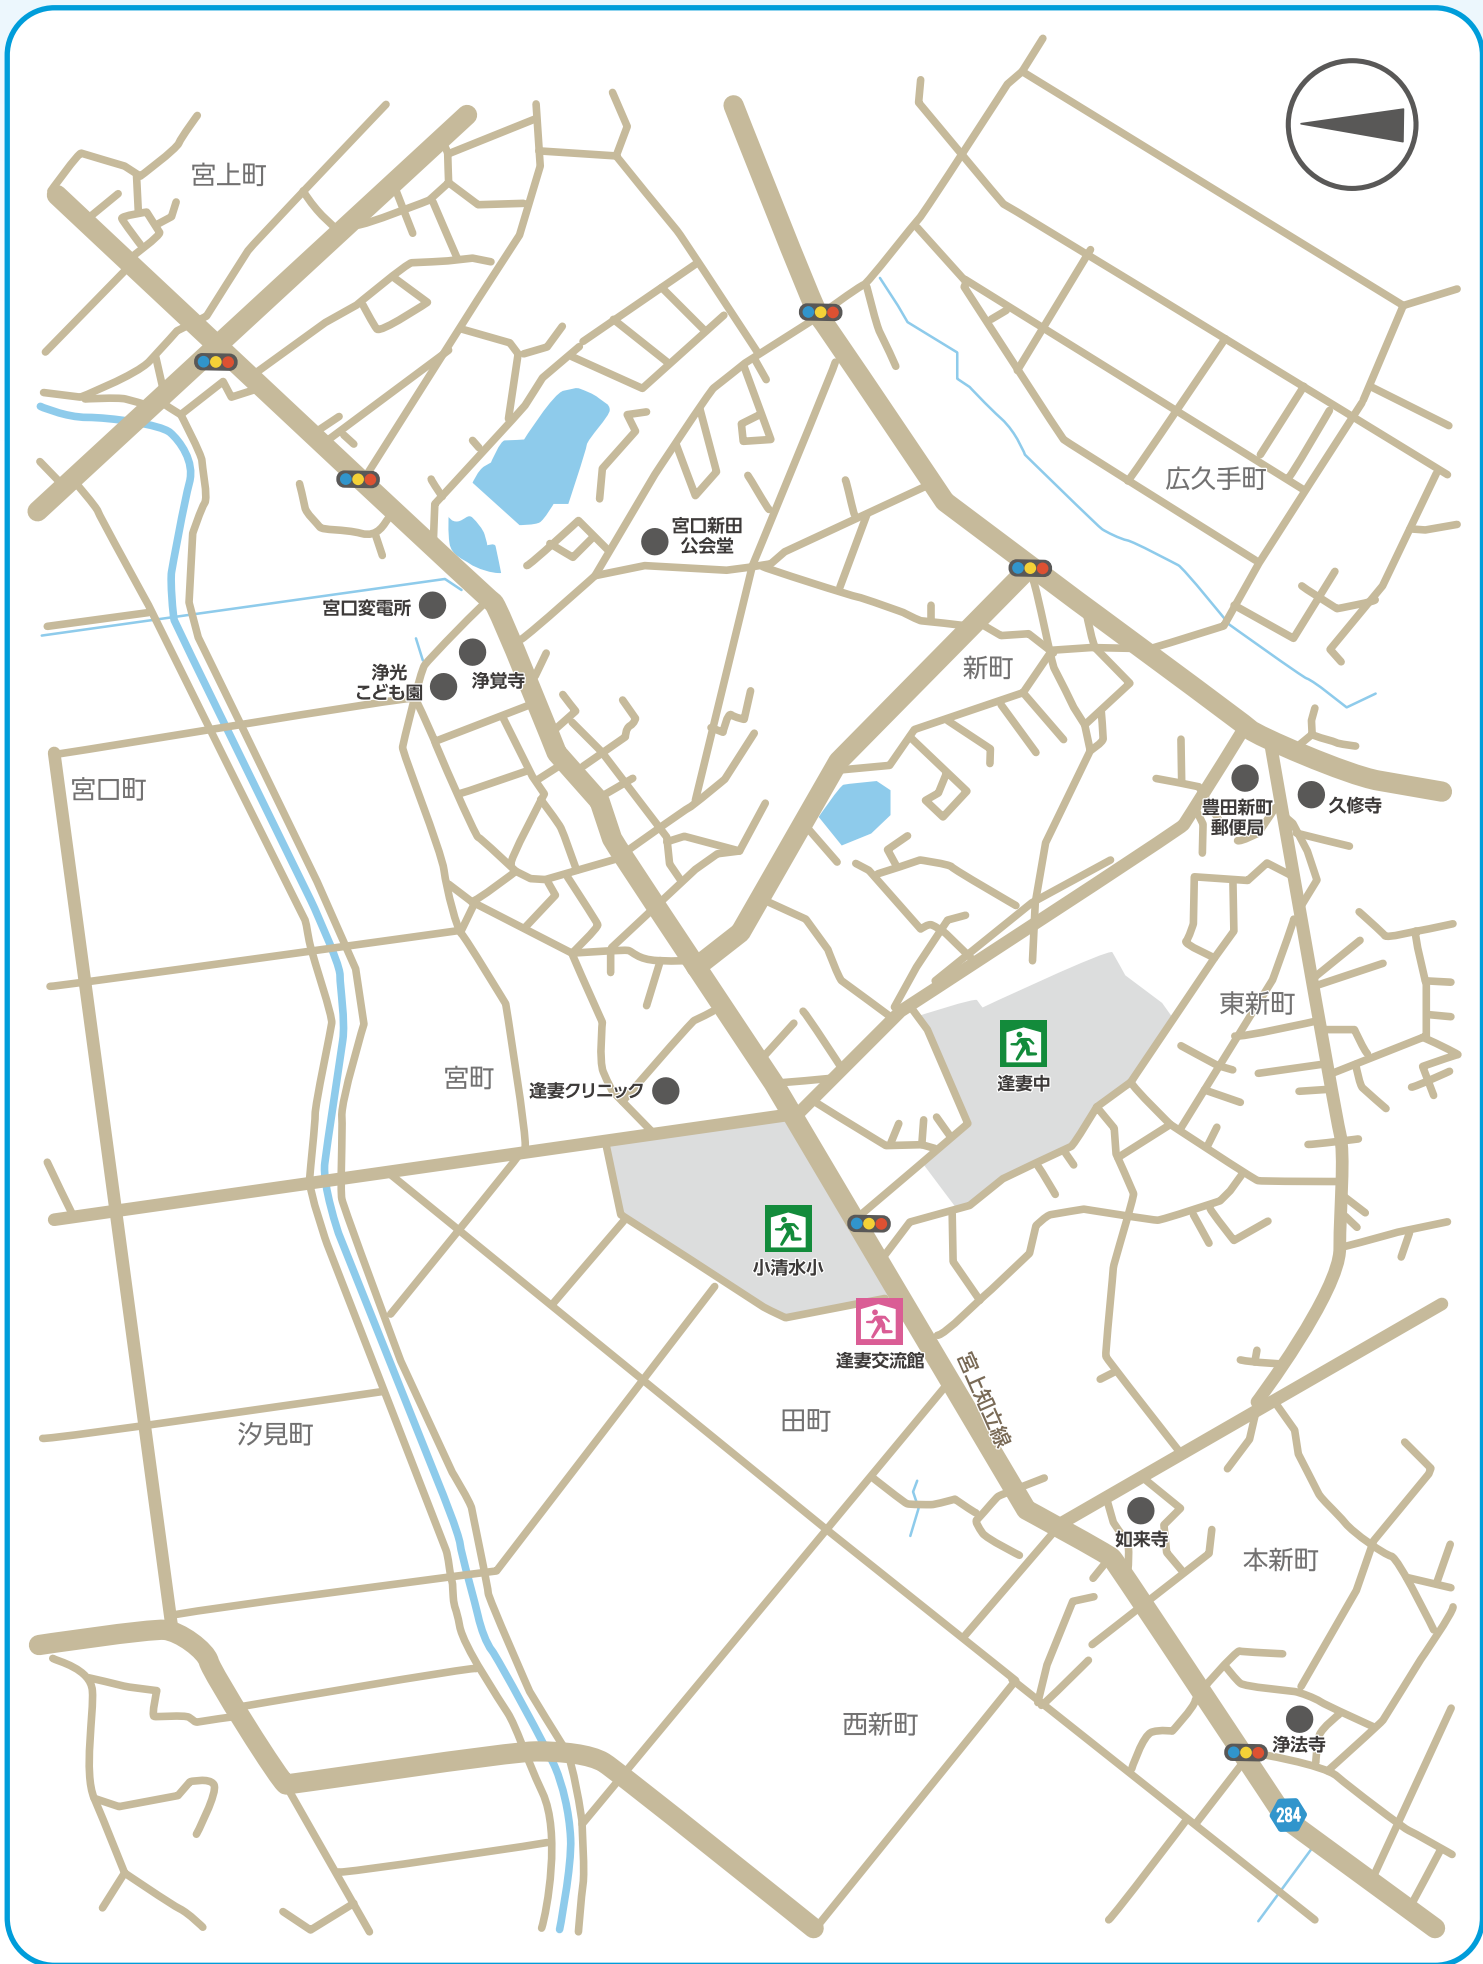 宮上町
広久手町
宮口新田
公会堂
宮口変電所
浄光
こども園
浄覚寺
新町
宮口町
豊田新町
郵便局
久修寺
東新町
宮町
逢妻クリニック
逢妻中
小清水小
逢妻交流館
宮上知立線
田町
汐見町
如来寺
本新町
西新町
浄法寺
284